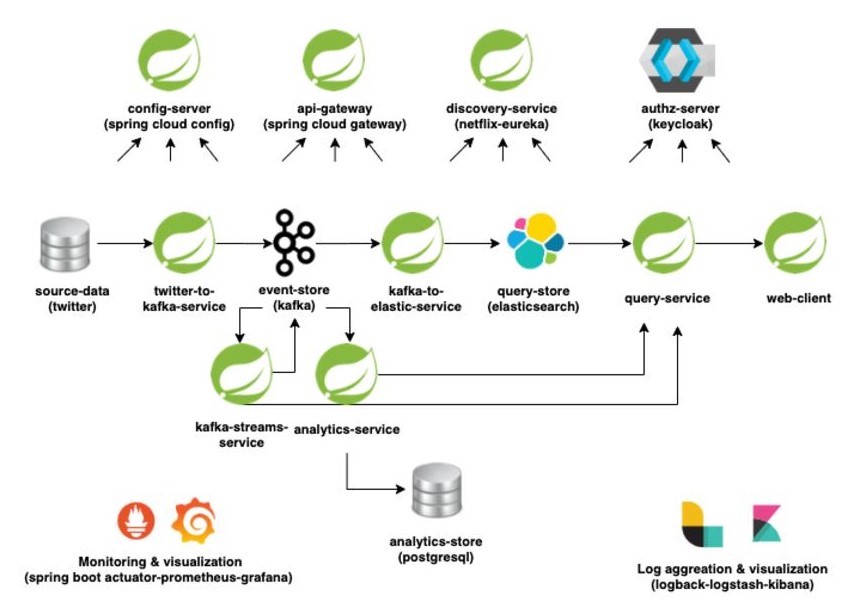 config-server
(spring cloud config)
api-gateway
(spring cloud gateway)
discovery-service
(netflix-eureka)
authz-server
(keycloak)
source-data
(twitter)
twitter-to-
kafka-service
event-store
(kafka)
kafka-to-
elastic-service
query-store
(elasticsearch)
query-service
web-client
kafka-streams-
service
analytics-service
analytics-store
(postgresql)
Monitoring & visualization
(spring boot actuator-prometheus-grafana)
Log aggreation & visualization
(logback-logstash-kibana)